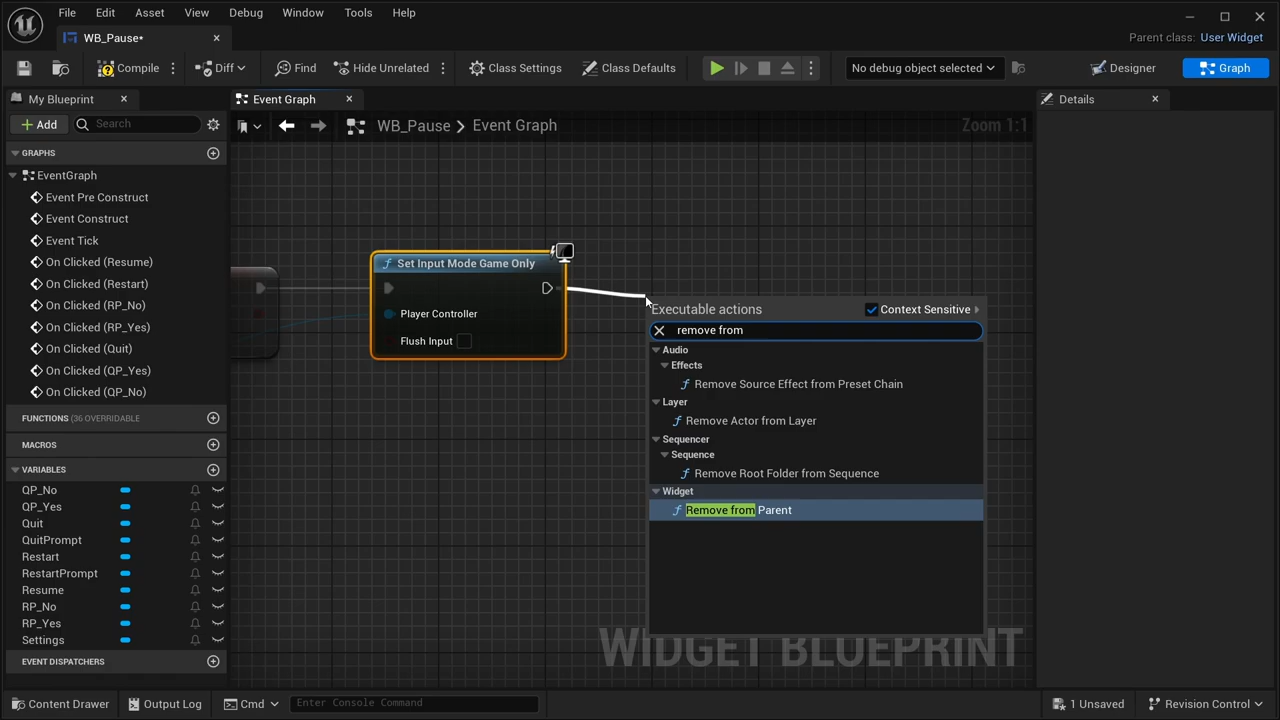 File Edit Asset View Debug Window Tools Help
WB_Pause*
Parent class: User Widget
Compile Diff Find Hide Unrelated Class Settings Class Defaults No debug object selected Designer Graph
My Blueprint Event Graph Details
Add Search
WB_Pause > Event Graph Zoom 1:1
GRAPHS
EventGraph
Event Pre Construct
Event Construct
Event Tick
On Clicked (Resume)
On Clicked (Restart)
On Clicked (RP_No)
On Clicked (RP_Yes)
On Clicked (Quit)
On Clicked (QP_Yes)
On Clicked (QP_No)
FUNCTIONS (36 OVERRIDABLE
MACROS
VARIABLES
QP_No
QP_Yes
Quit
QuitPrompt
Restart
RestartPrompt
Resume
RP_No
RP_Yes
Settings
EVENT DISPATCHERS
Set Input Mode Game Only
Player Controller
Flush Input
Executable actions Context Sensitive
remove from
Audio
Effects
Remove Source Effect from Preset Chain
Layer
Remove Actor from Layer
Sequencer
Sequence
Remove Root Folder from Sequence
Widget
Remove from Parent
WIDGET BLUEPRINT
Content Drawer Output Log Cmd Enter Console Command 1 Unsaved Revision Control